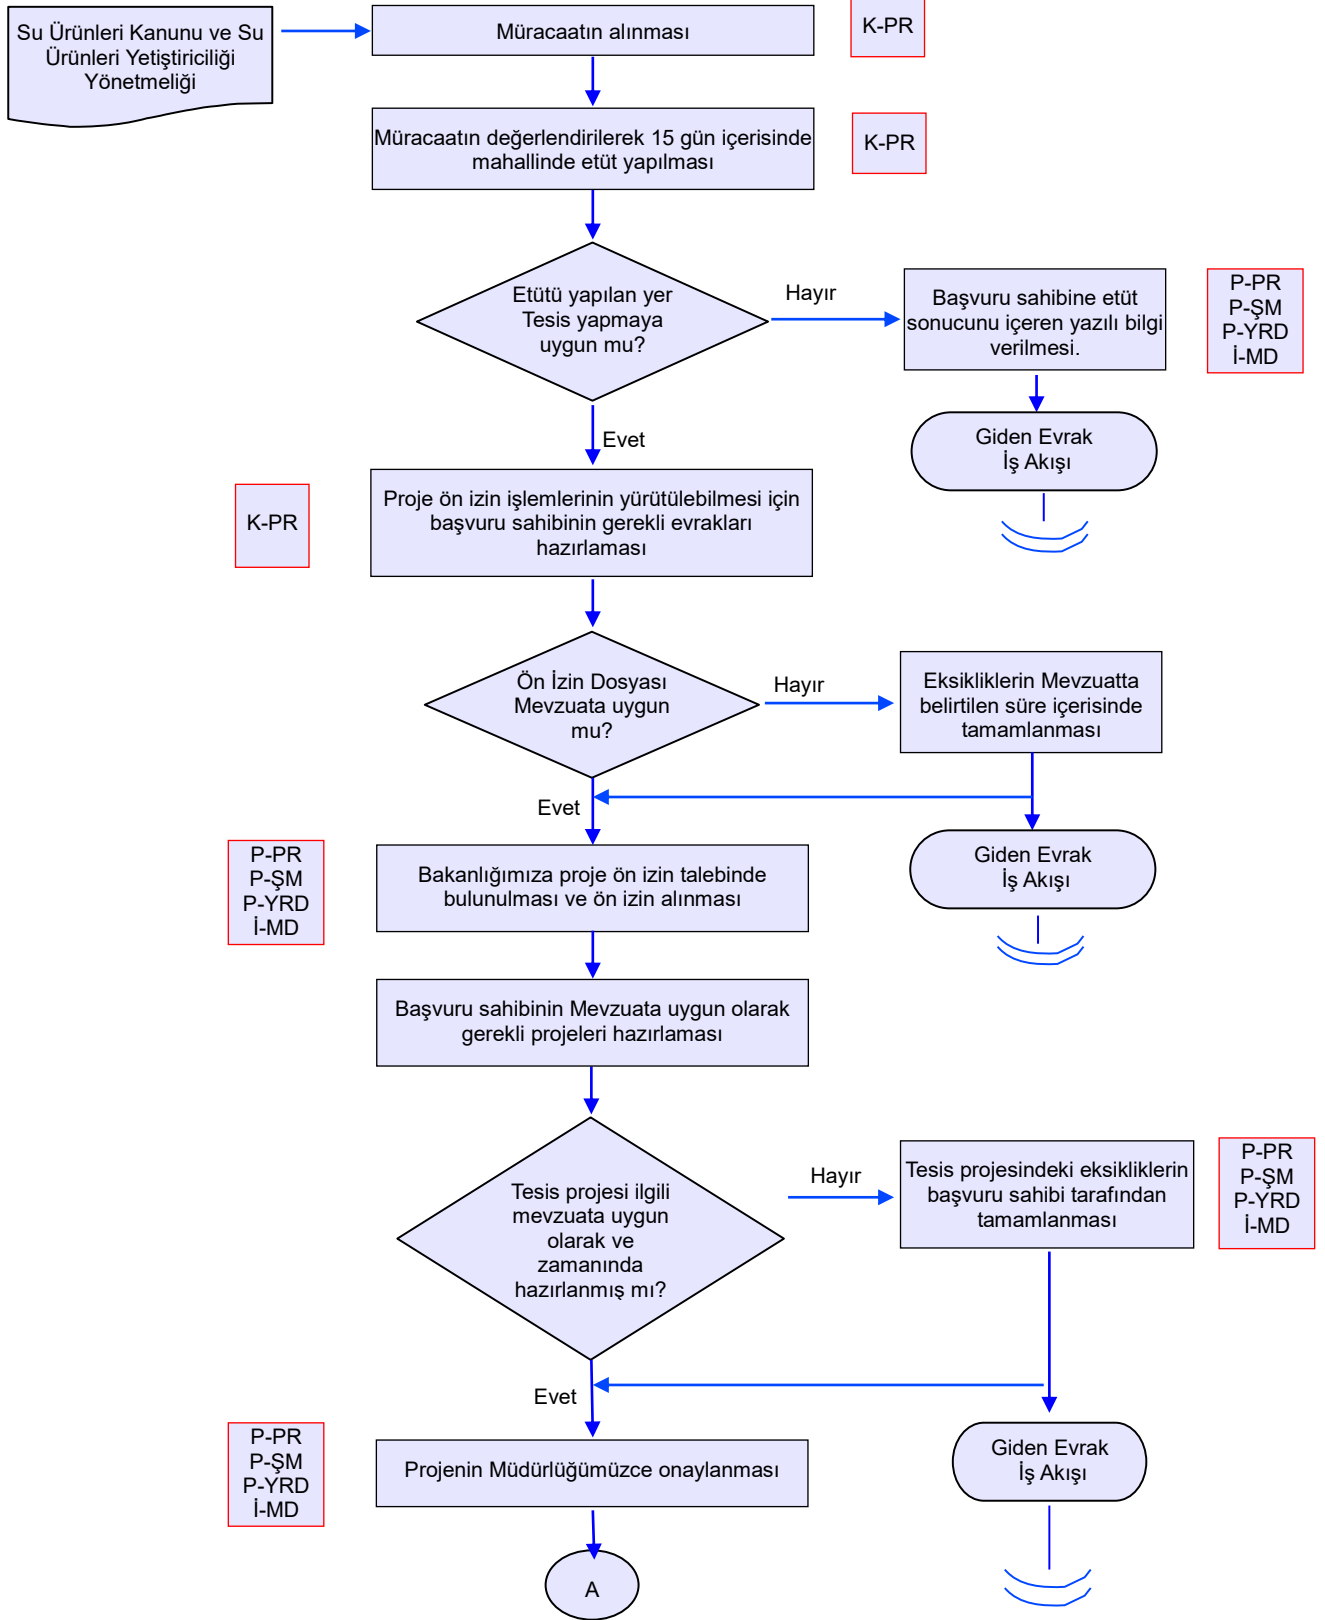 Su Ürünleri Kanunu ve Su
Ürünleri Yetiştiriciliği
Yönetmeliği
Müracaatın alınması
K-PR
Müracaatın değerlendirilerek 15 gün içerisinde
mahallinde etüt yapılması
K-PR
Etütü yapılan yer
Tesis yapmaya
uygun mu?
Hayır
Başvuru sahibine etüt
sonucunu içeren yazılı bilgi
verilmesi.
P-PR
P-ŞM
P-YRD
İ-MD
Giden Evrak
İş Akışı
Evet
K-PR
Proje ön izin işlemlerinin yürütülebilmesi için
başvuru sahibinin gerekli evrakları
hazırlaması
Ön İzin Dosyası
Mevzuata uygun
mu?
Hayır
Eksikliklerin Mevzuatta
belirtilen süre içerisinde
tamamlanması
Evet
Giden Evrak
İş Akışı
P-PR
P-ŞM
P-YRD
İ-MD
Bakanlığımıza proje ön izin talebinde
bulunulması ve ön izin alınması
Başvuru sahibinin Mevzuata uygun olarak
gerekli projeleri hazırlaması
Tesis projesi ilgili
mevzuata uygun
olarak ve
zamanında
hazırlanmış mı?
Hayır
Tesis projesindeki eksikliklerin
başvuru sahibi tarafından
tamamlanması
P-PR
P-ŞM
P-YRD
İ-MD
Evet
Giden Evrak
İş Akışı
P-PR
P-ŞM
P-YRD
İ-MD
Projenin Müdürlüğümüzce onaylanması
A